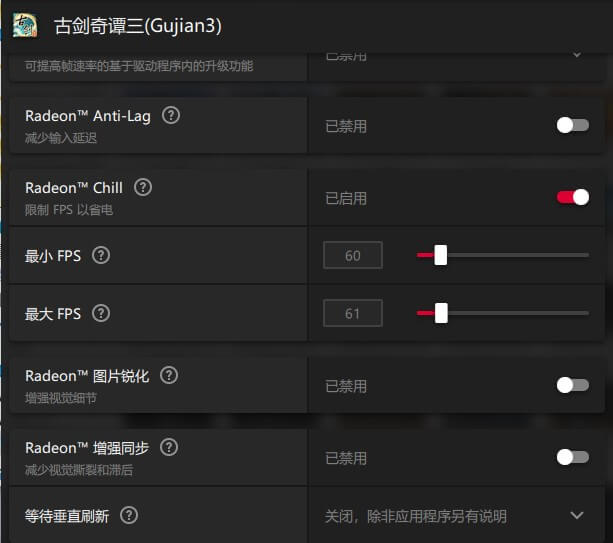 古剑奇谭三(Gujian3)
可提高帧速率的基于驱动程序内的升级功能
已禁用
Radeon™ Anti-Lag
减少输入延迟
已禁用
Radeon™ Chill
限制 FPS 以省电
已启用
最小 FPS
60
最大 FPS
61
Radeon™ 图片锐化
增强视觉细节
已禁用
Radeon™ 增强同步
减少视觉撕裂和滞后
已禁用
等待垂直刷新
关闭，除非应用程序另有说明